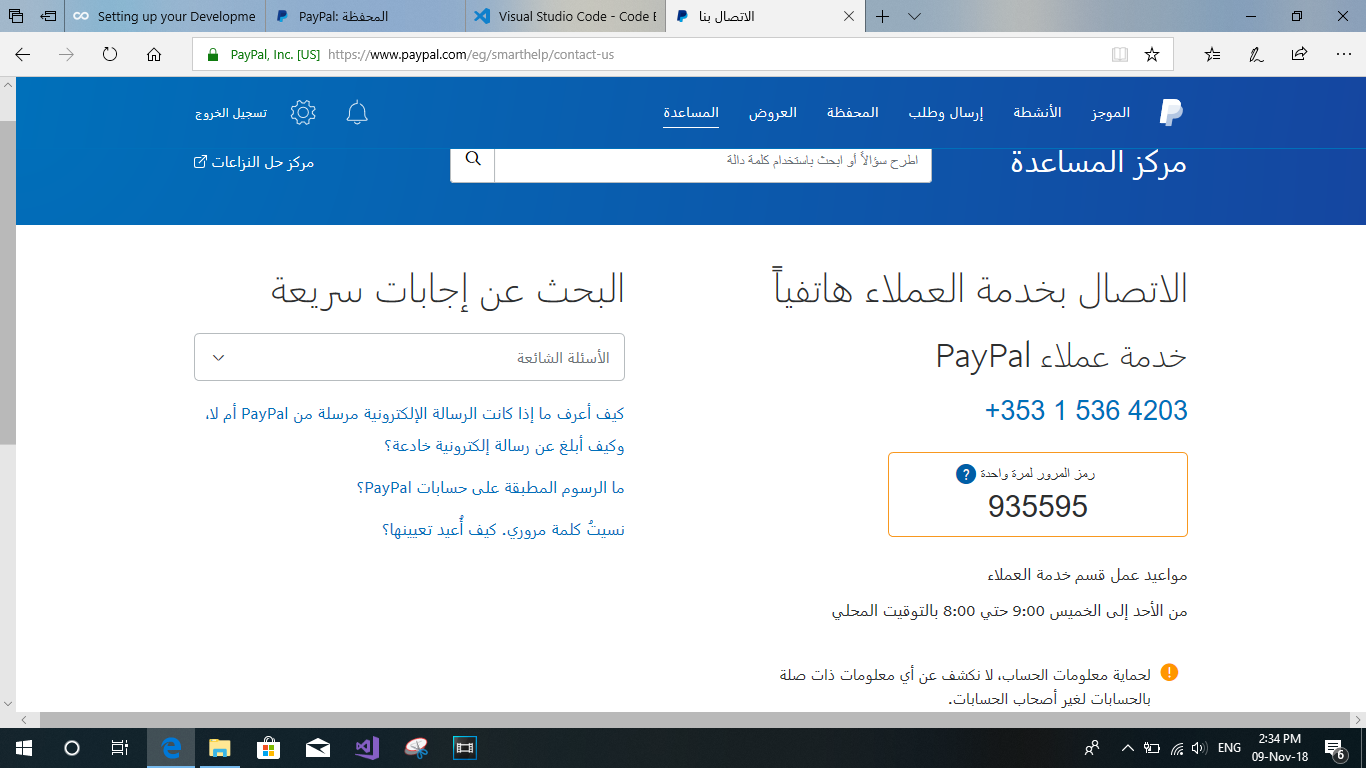 Setting up your Developme
PayPal: المحفظة
Visual Studio Code - Code E
الاتصال بنا
PayPal, Inc. [US]
https://www.paypal.com/eg/smarthelp/contact-us
الموجز
الأنشطة
إرسال وطلب
المحفظة
العروض
المساعدة
تسجيل الخروج
مركز المساعدة
اطرح سؤالاً أو ابحث باستخدام كلمة دالة
مركز حل النزاعات
الاتصال بخدمة العملاء هاتفياً
خدمة عملاء PayPal
+353 1 536 4203
رمز المرور لمرة واحدة ?
935595
مواعيد عمل قسم خدمة العملاء
من الأحد إلى الخميس 9:00 حتي 8:00 بالتوقيت المحلي
لحماية معلومات الحساب، لا نكشف عن أي معلومات ذات صلة
بالحسابات لغير أصحاب الحسابات.
البحث عن إجابات سريعة
الأسئلة الشائعة
كيف أعرف ما إذا كانت الرسالة الإلكترونية مرسلة من PayPal أم لا،
وكيف أبلغ عن رسالة إلكترونية خادعة؟
ما الرسوم المطبقة على حسابات PayPal؟
نسيتُ كلمة مروري. كيف أُعيد تعيينها؟
ENG
2:34 PM
09-Nov-18
6